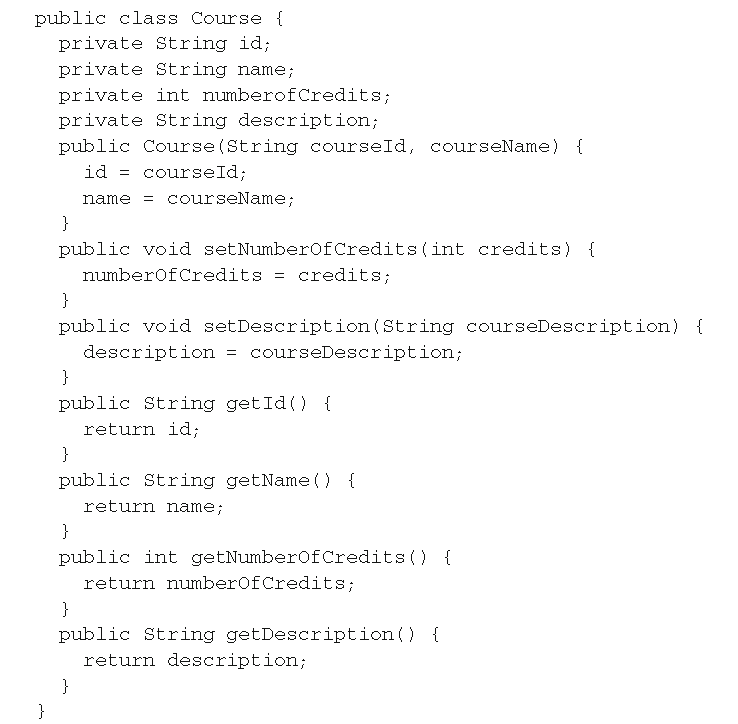 public class Course {
  private String id;
  private String name;
  private int numberofCredits;
  private String description;
  public Course(String courseId, courseName) {
    id = courseId;
    name = courseName;
  }
  public void setNumberOfCredits(int credits) {
    numberOfCredits = credits;
  }
  public void setDescription(String courseDescription) {
    description = courseDescription;
  }
  public String getId() {
    return id;
  }
  public String getName() {
    return name;
  }
  public int getNumberOfCredits() {
    return numberOfCredits;
  }
  public String getDescription() {
    return description;
  }
}